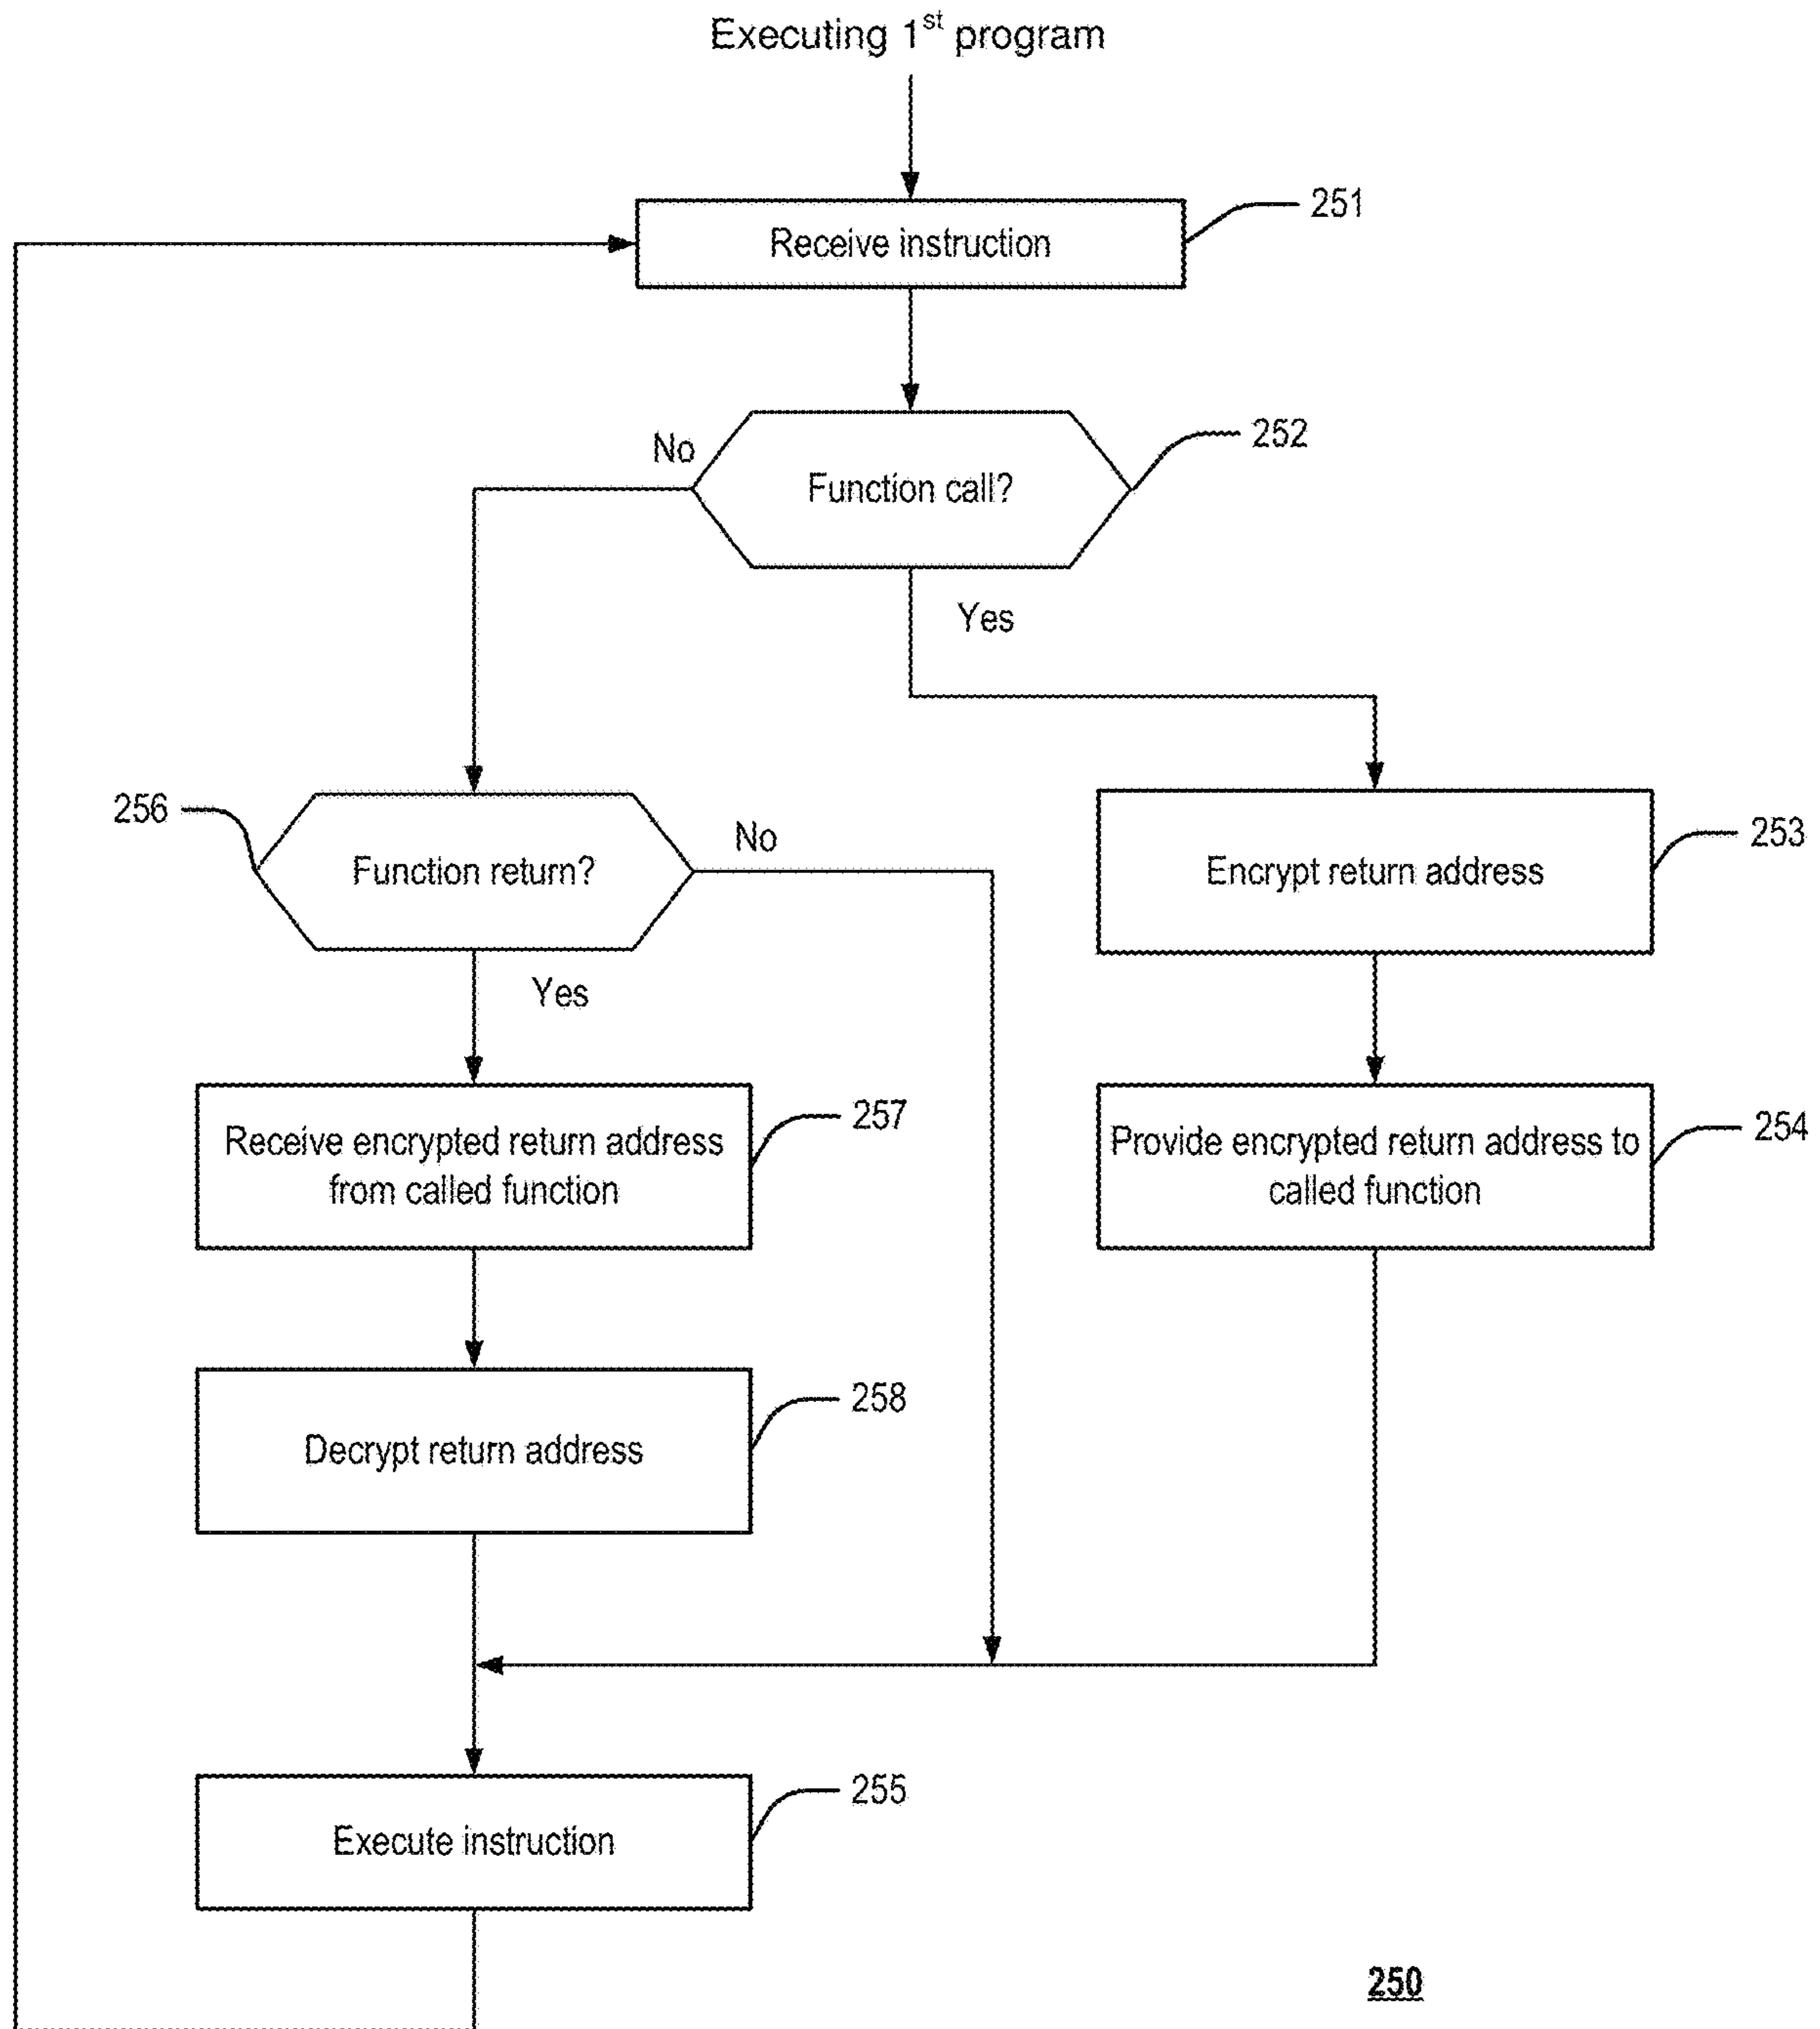 Executing 1st program
Receive instruction
251
Function call?
252
No
Yes
256
Function return?
No
Yes
Encrypt return address
253
Receive encrypted return address
from called function
257
Provide encrypted return address to
called function
254
Decrypt return address
258
Execute instruction
255
250